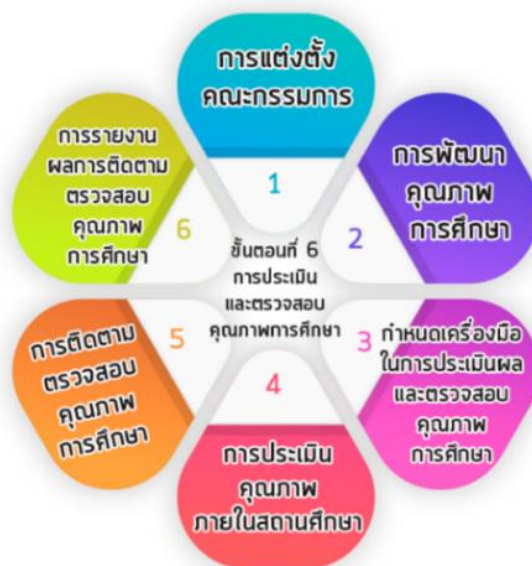 การแต่งตั้ง
คณะกรรมการ
1
การพัฒนา
คุณภาพ
การศึกษา
2
กำหนดเครื่องมือ
ในการประเมินผล
และตรวจสอบ
คุณภาพ
การศึกษา
3
การประเมิน
คุณภาพ
ภายในสถานศึกษา
4
การติดตาม
ตรวจสอบ
คุณภาพ
การศึกษา
5
การรายงาน
ผลการติดตาม
ตรวจสอบ
คุณภาพ
การศึกษา
6
ขั้นตอนที่ 6
การประเมิน
และตรวจสอบ
คุณภาพการศึกษา